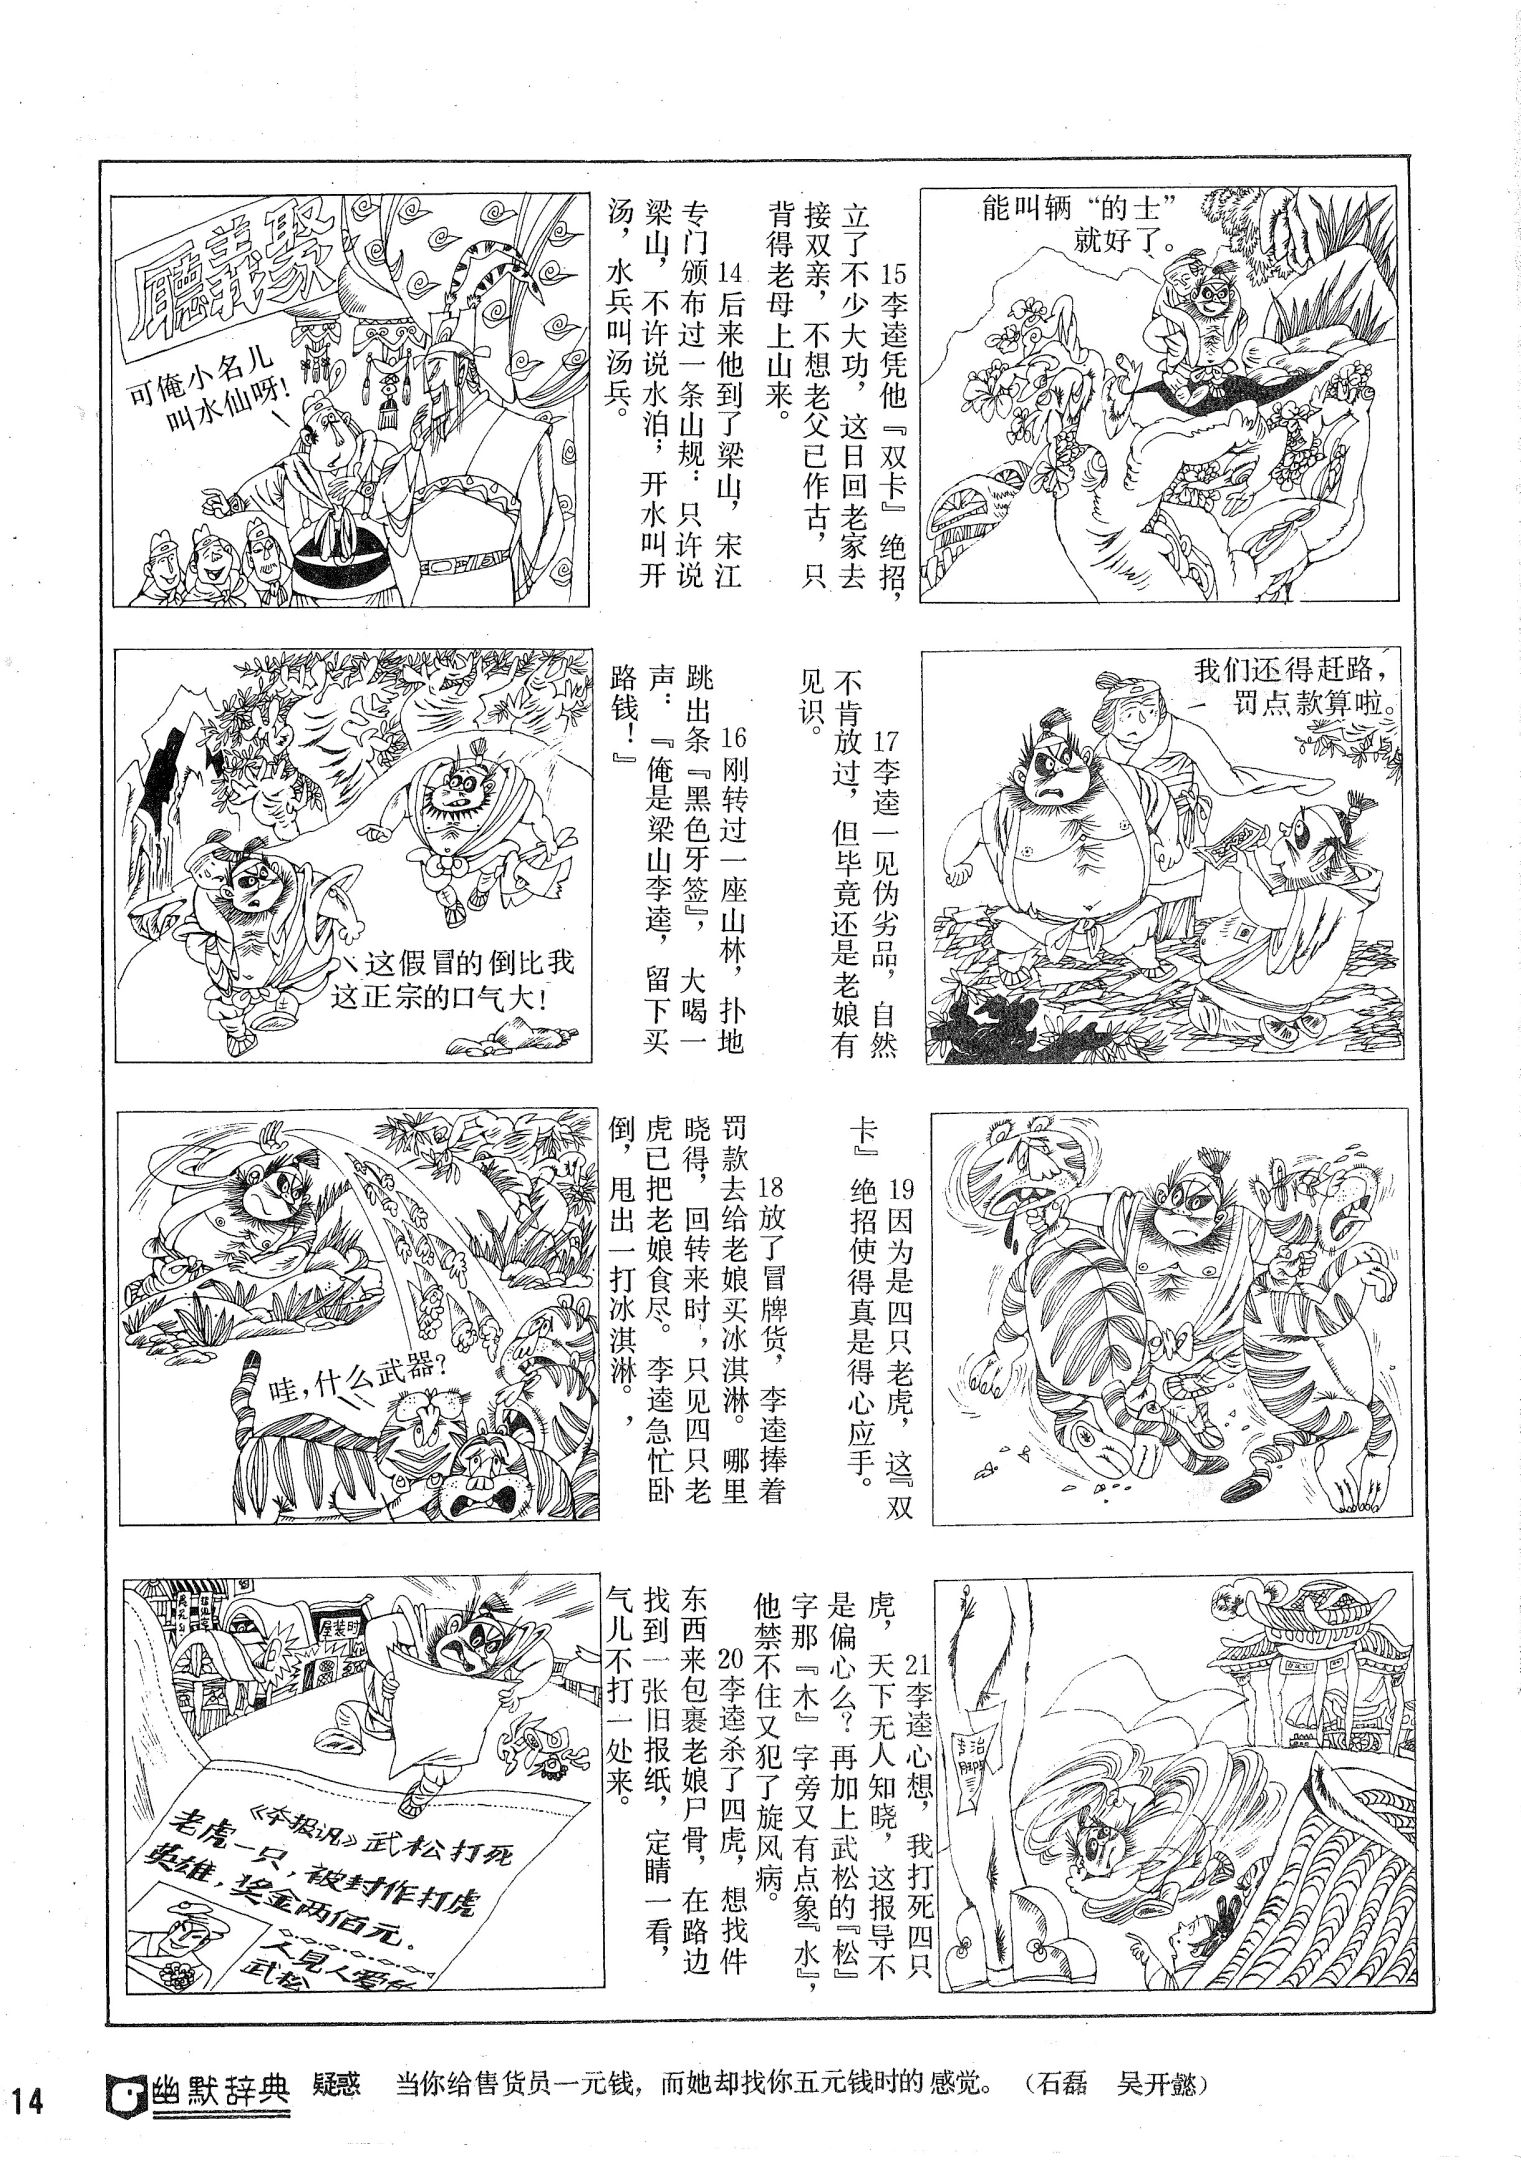 聚義廳
可俺小名儿
叫水仙呀！
14后来他到了梁山，宋江
专门颁布过一条山规：只许说
梁山，不许说水泊；开水叫开
汤，水兵叫汤兵。
能叫辆“的士”
就好了。
15李逵凭他『双卡』绝招，
立了不少大功，这日回老家去
接双亲，不想老父已作古，只
背得老母上山来。
这假冒的倒比我
这正宗的口气大！
16刚转过一座山林，扑地
跳出条『黑色牙签』，大喝一
声：『俺是梁山李逵，留下买
路钱！』
我们还得赶路，
罚点款算啦。
17李逵一见伪劣品，自然
不肯放过，但毕竟还是老娘有
见识。
哇，什么武器？
18放了冒牌货，李逵捧着
罚款去给老娘买冰淇淋。哪里
晓得，回转来时，只见四只老
虎已把老娘食尽。李逵急忙卧
倒，甩出一打冰淇淋。
19因为是四只老虎，这『双
卡』绝招使得真是得心应手。
时装屋
《本报讯》武松打死
老虎一只，被封作打虎
英雄，奖金两佰元．
人見人爱的
武松
20李逵杀了四虎，想找件
东西来包裹老娘尸骨，在路边
找到一张旧报纸，定睛一看，
气儿不打一处来。
21李逵心想，我打死四只
虎，天下无人知晓，这报导不
是偏心么？再加上武松的『松』
字那『木』字旁又有点象『水』，
他禁不住又犯了旋风病。
14
幽默辞典 疑惑 当你给售货员一元钱，而她却找你五元钱时的感觉。（石磊 吴开懿）